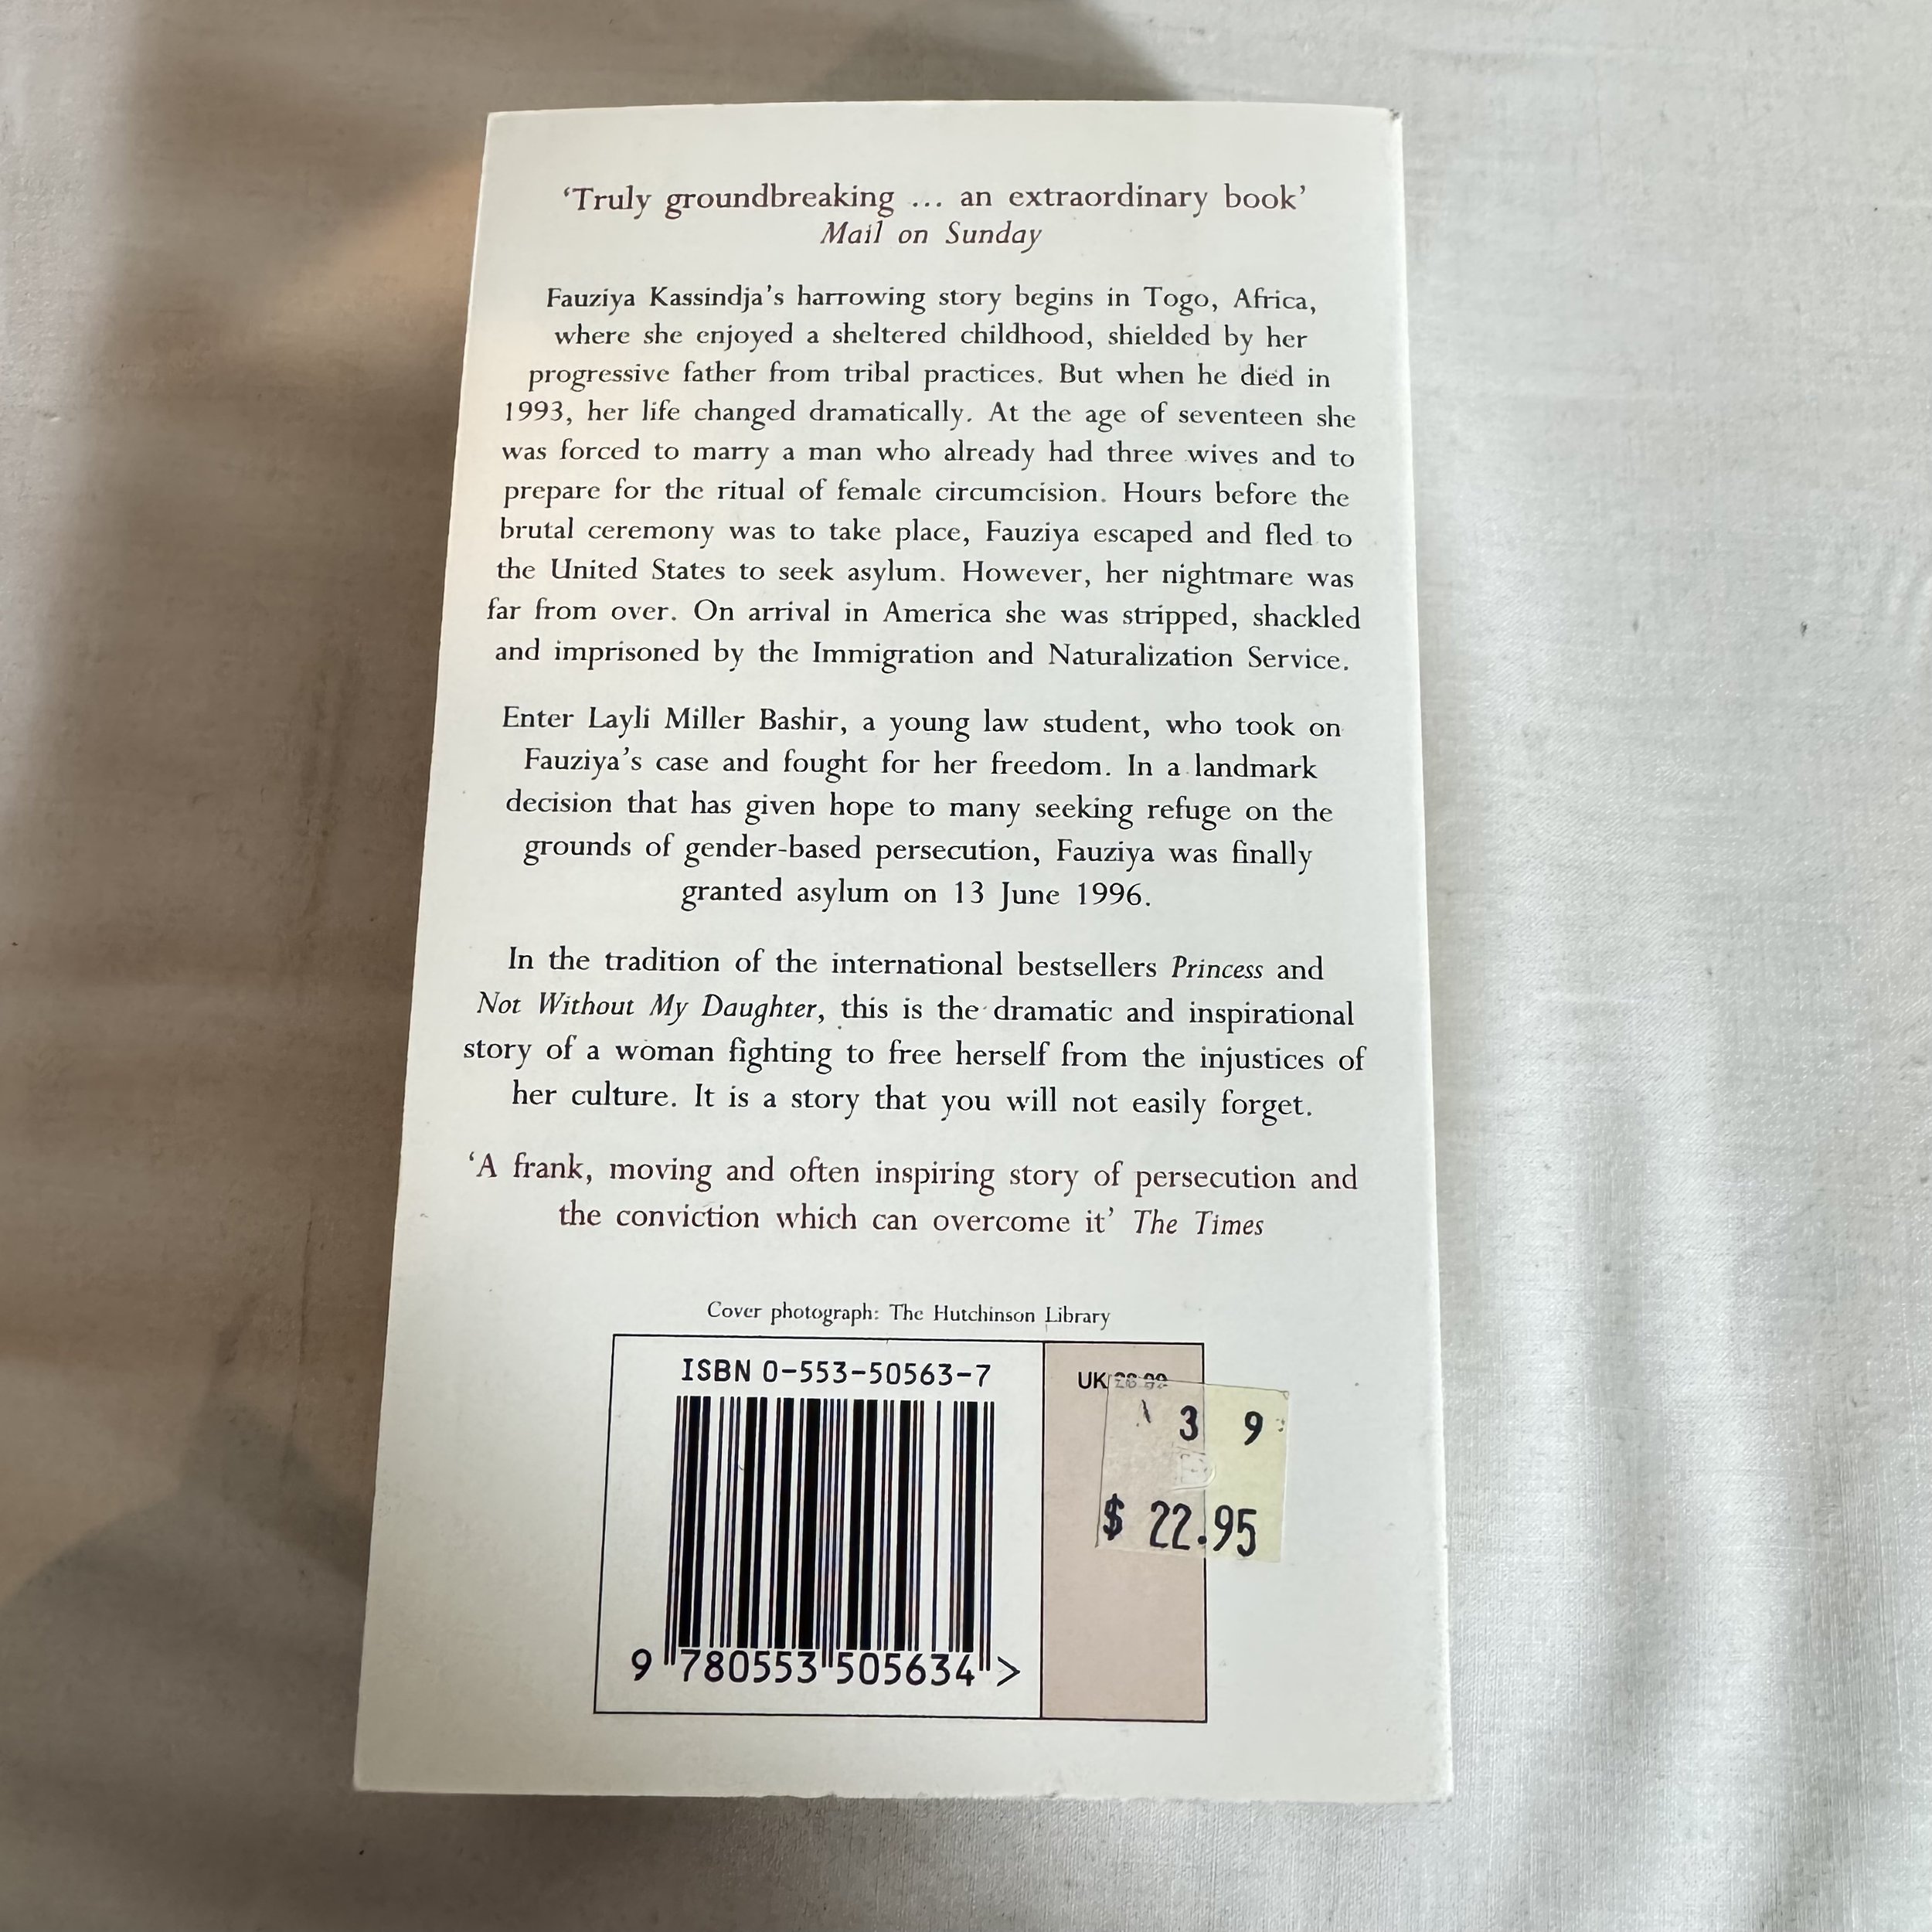 ‘Truly groundbreaking ... an extraordinary book’
Mail on Sunday
Fauziya Kassindja’s harrowing story begins in Togo, Africa,
where she enjoyed a sheltered childhood, shielded by her
progressive father from tribal practices. But when he died in
1993, her life changed dramatically. At the age of seventeen she
was forced to marry a man who already had three wives and to
prepare for the ritual of female circumcision. Hours before the
brutal ceremony was to take place, Fauziya escaped and fled to
the United States to seek asylum. However, her nightmare was
far from over. On arrival in America she was stripped, shackled
and imprisoned by the Immigration and Naturalization Service.
Enter Layli Miller Bashir, a young law student, who took on
Fauziya’s case and fought for her freedom. In a landmark
decision that has given hope to many seeking refuge on the
grounds of gender-based persecution, Fauziya was finally
granted asylum on 13 June 1996.
In the tradition of the international bestsellers Princess and
Not Without My Daughter, this is the dramatic and inspirational
story of a woman fighting to free herself from the injustices of
her culture. It is a story that you will not easily forget.
‘A frank, moving and often inspiring story of persecution and
the conviction which can overcome it’ The Times
Cover photograph: The Hutchinson Library
ISBN 0-553-50563-7
UK
3 9
$ 22.95
9 780553 505634 >